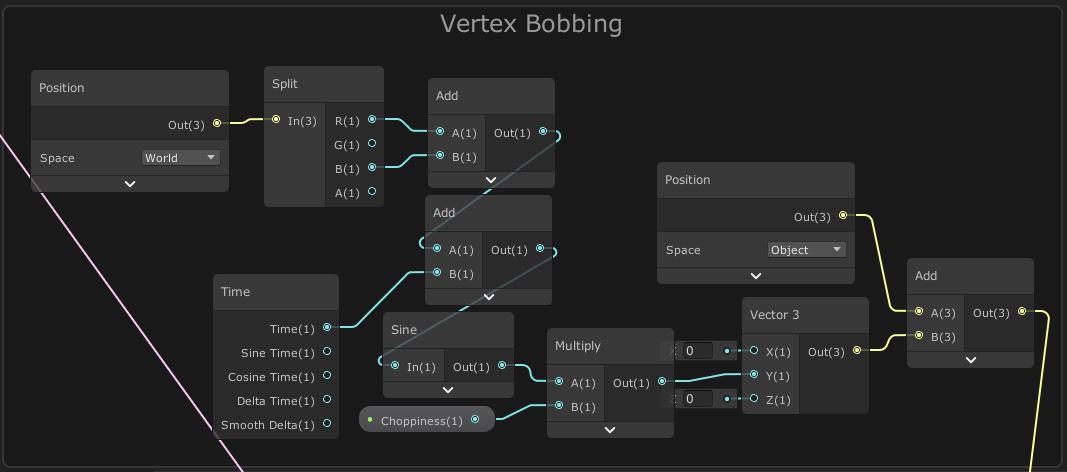 Vertex Bobbing
Position
Out(3)
Space World
Split
In(3) R(1)
G(1)
B(1)
A(1)
Add
A(1) Out(1)
B(1)
Add
A(1) Out(1)
B(1)
Time
Time(1)
Sine Time(1)
Cosine Time(1)
Delta Time(1)
Smooth Delta(1)
Sine
In(1) Out(1)
Choppiness(1)
Multiply
A(1) Out(1)
B(1)
Position
Out(3)
Space Object
Vector 3
X 0 X(1) Out(3)
Y(1)
Z 0 Z(1)
Add
A(3) Out(3)
B(3)